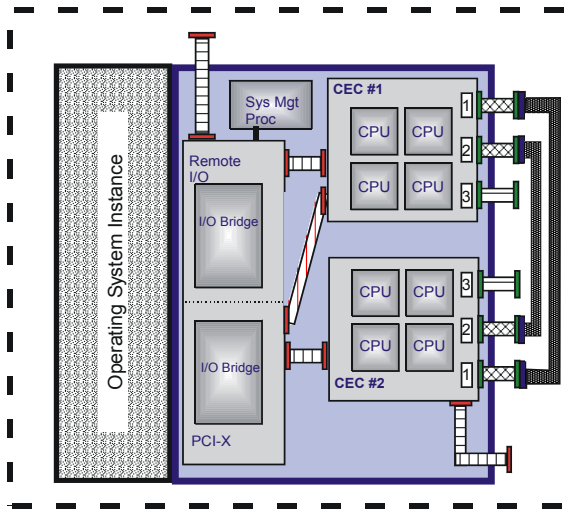 Operating System Instance
Sys Mgt
Proc
Remote
I/O
I/O Bridge
I/O Bridge
PCI-X
CEC #1
CPU
CPU
CPU
CPU
1
2
3
CPU
CPU
CPU
CPU
3
2
1
CEC #2